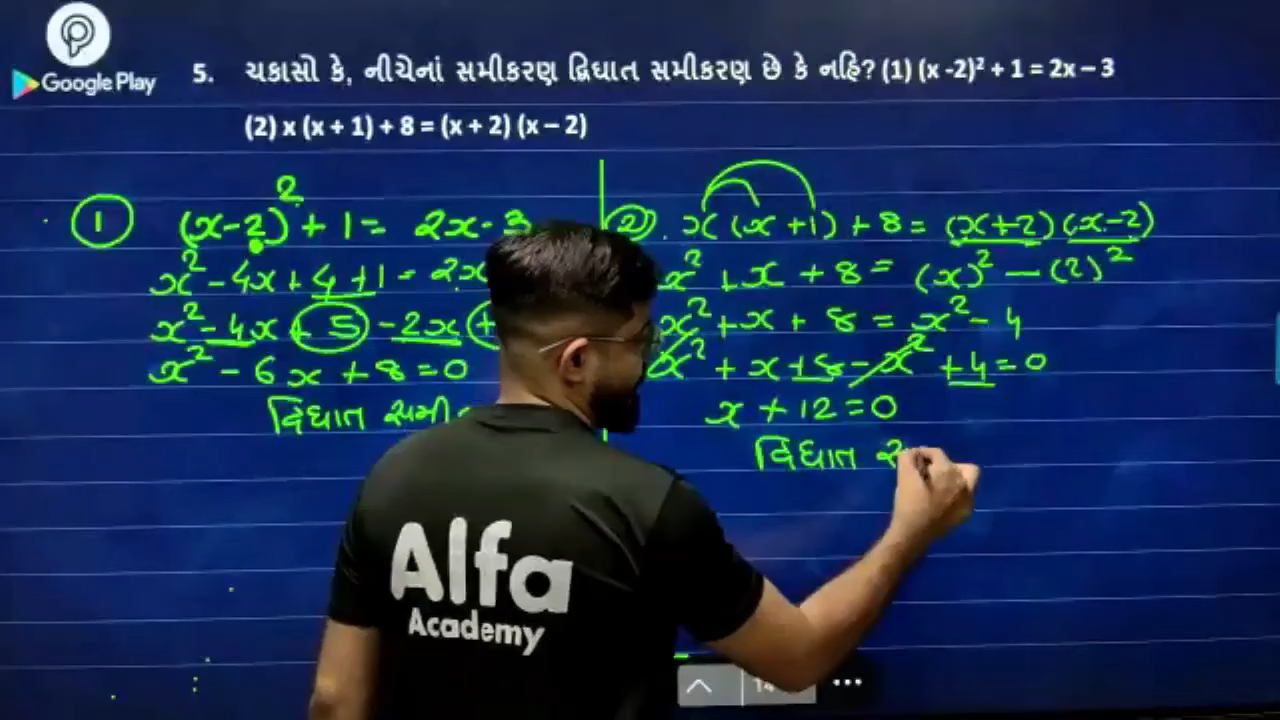 Google Play
5. ચકાસો કે, નીચેનાં સમીકરણ દ્વિઘાત સમીકરણ છે કે નહિ? (1) (x -2)² + 1 = 2x – 3
(2) x (x + 1) + 8 = (x + 2) (x – 2)
① (x-2)² + 1 = 2x - 3
x² - 4x + 4 + 1 = 2x
x² - 4x + 5 - 2x +
x² - 6x + 8 = 0
દ્વિઘાત સમી
② . x (x + 1) + 8 = (x+2) (x-2)
x² + x + 8 = (x)² - (2)²
x² + x + 8 = x² - 4
x² + x + 8 - x² + 4 = 0
x + 12 = 0
દ્વિઘાત સ
Alfa
Academy
14